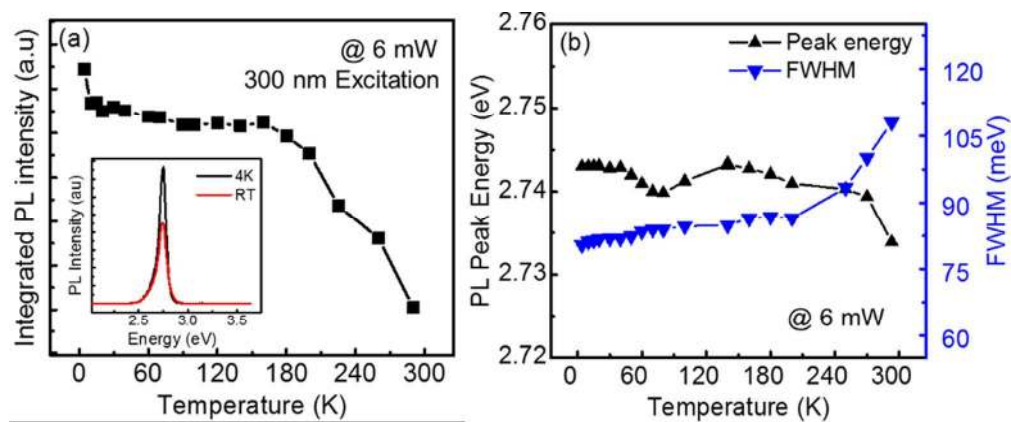 (a)
@ 6 mW
300 nm Excitation
Integrated PL intensity (a.u)
4K
RT
PL Intensity (au)
2.5 3.0 3.5
Energy (eV)
0 60 120 180 240 300
Temperature (K)
(b)
Peak energy
FWHM
2.76
2.75
2.74
2.73
2.72
PL Peak Energy (eV)
120
105
90
75
60
FWHM (meV)
@ 6 mW
0 60 120 180 240 300
Temperature (K)